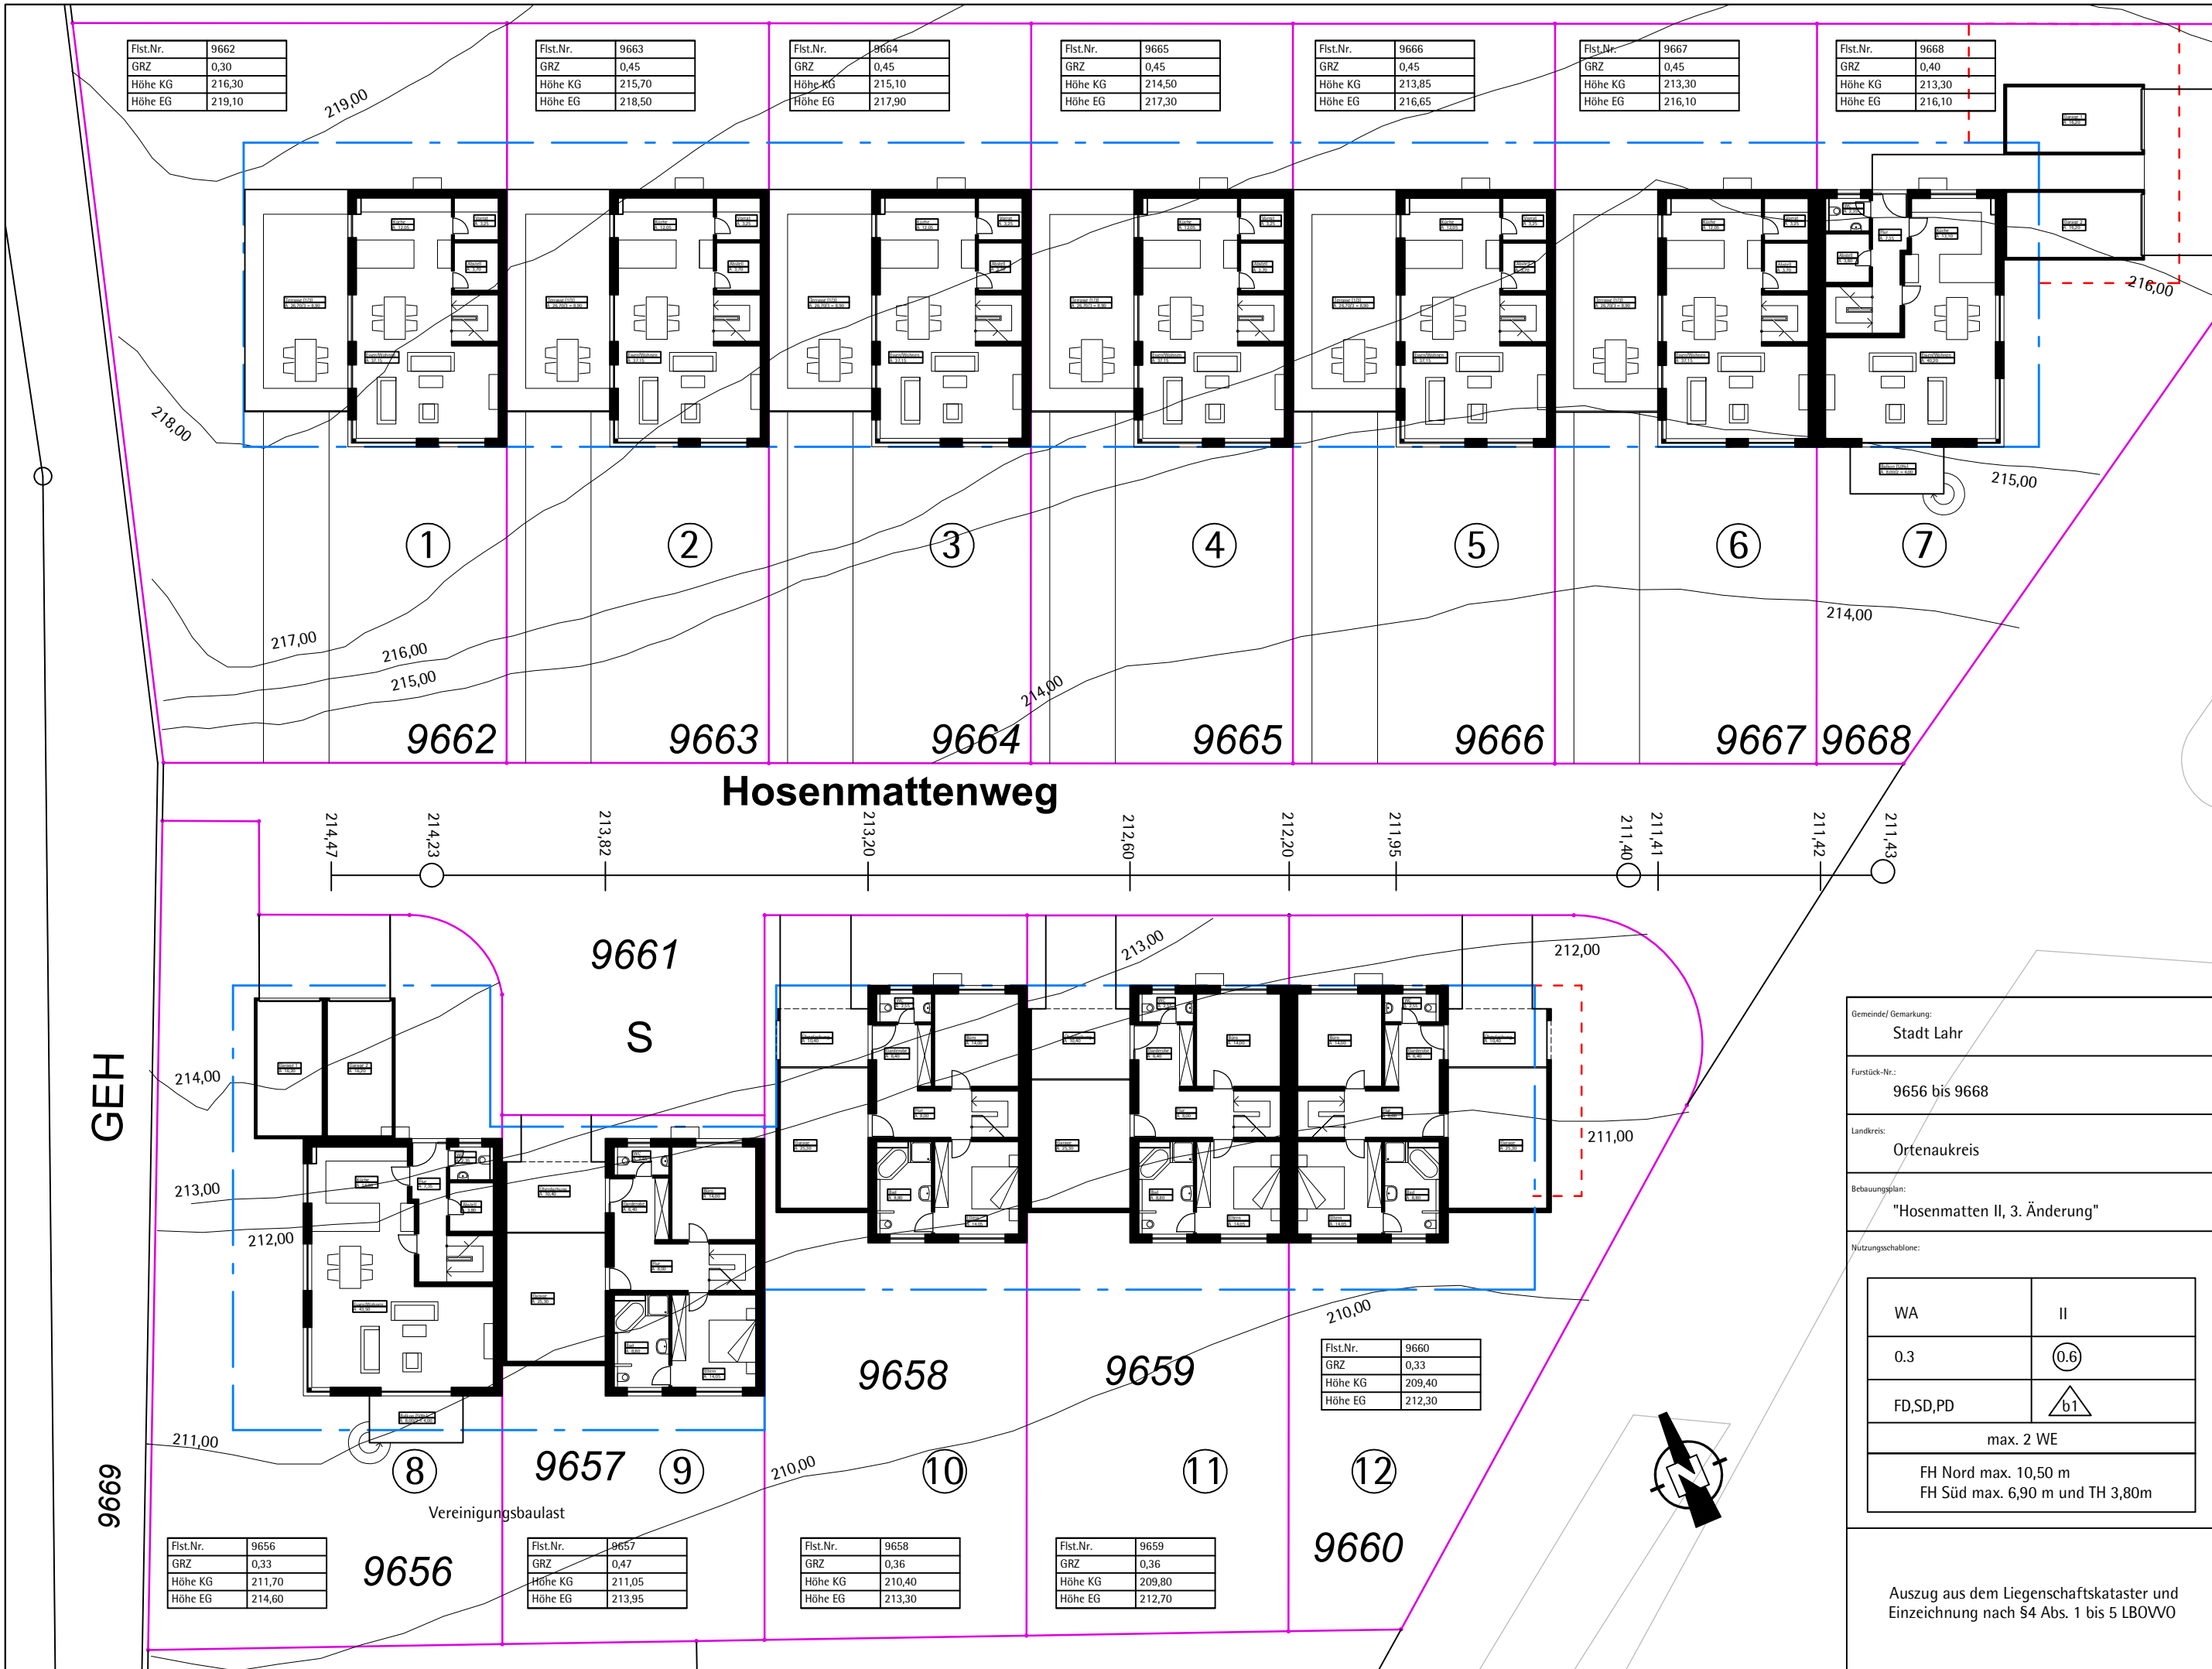 Flst.Nr. 9662
GRZ 0,30
Höhe KG 216,30
Höhe EG 219,10
Flst.Nr. 9663
GRZ 0,45
Höhe KG 215,70
Höhe EG 218,50
Flst.Nr. 9664
GRZ 0,45
Höhe KG 215,10
Höhe EG 217,90
Flst.Nr. 9665
GRZ 0,45
Höhe KG 214,50
Höhe EG 217,30
Flst.Nr. 9666
GRZ 0,45
Höhe KG 213,85
Höhe EG 216,65
Flst.Nr. 9667
GRZ 0,45
Höhe KG 213,30
Höhe EG 216,10
Flst.Nr. 9668
GRZ 0,40
Höhe KG 213,30
Höhe EG 216,10
219,00
216,00
218,00
215,00
1
2
3
4
5
6
7
217,00
216,00
215,00
214,00
214,00
9662
9663
9664
9665
9666
9667
9668
Hosenmattenweg
214,47
214,23
213,82
213,20
212,60
212,20
211,95
211,40
211,41
211,42
211,43
9661
S
213,00
212,00
214,00
213,00
212,00
211,00
211,00
210,00
210,00
GEH
9669
9658
9659
9657
8
9
10
11
12
Vereinigungsbaulast
9656
9660
Flst.Nr. 9660
GRZ 0,33
Höhe KG 209,40
Höhe EG 212,30
Flst.Nr. 9656
GRZ 0,33
Höhe KG 211,70
Höhe EG 214,60
Flst.Nr. 9657
GRZ 0,47
Höhe KG 211,05
Höhe EG 213,95
Flst.Nr. 9658
GRZ 0,36
Höhe KG 210,40
Höhe EG 213,30
Flst.Nr. 9659
GRZ 0,36
Höhe KG 209,80
Höhe EG 212,70
Gemeinde/ Gemarkung:
Stadt Lahr
Furstück-Nr.:
9656 bis 9668
Landkreis:
Ortenaukreis
Bebauungsplan:
"Hosenmatten II, 3. Änderung"
Nutzungsschablone:
WA II
0.3 0.6
FD,SD,PD b1
max. 2 WE
FH Nord max. 10,50 m
FH Süd max. 6,90 m und TH 3,80m
Auszug aus dem Liegenschaftskataster und
Einzeichnung nach §4 Abs. 1 bis 5 LBOVVO